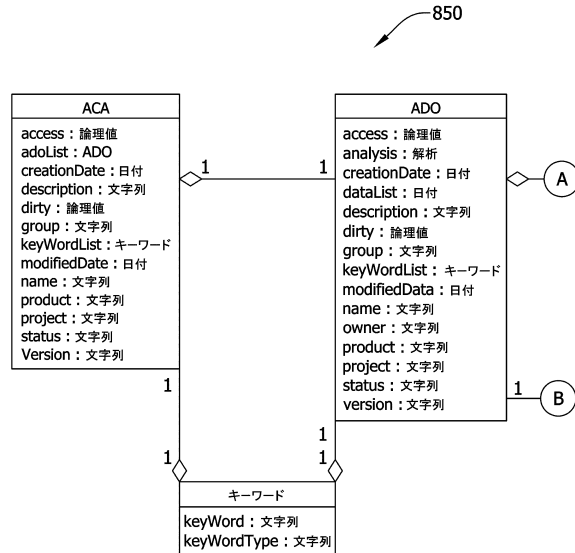 850
ACA
access : 論理値
adoList : ADO
creationDate : 日付
description : 文字列
dirty : 論理値
group : 文字列
keyWordList : キーワード
modifiedDate : 日付
name : 文字列
product : 文字列
project : 文字列
status : 文字列
Version : 文字列
1
1
ADO
access : 論理値
analysis : 解析
creationDate : 日付
dataList : 日付
description : 文字列
dirty : 論理値
group : 文字列
keyWordList : キーワード
modifiedData : 日付
name : 文字列
owner : 文字列
product : 文字列
project : 文字列
status : 文字列
version : 文字列
A
1
B
1
1
1
1
キーワード
keyWord : 文字列
keyWordType : 文字列